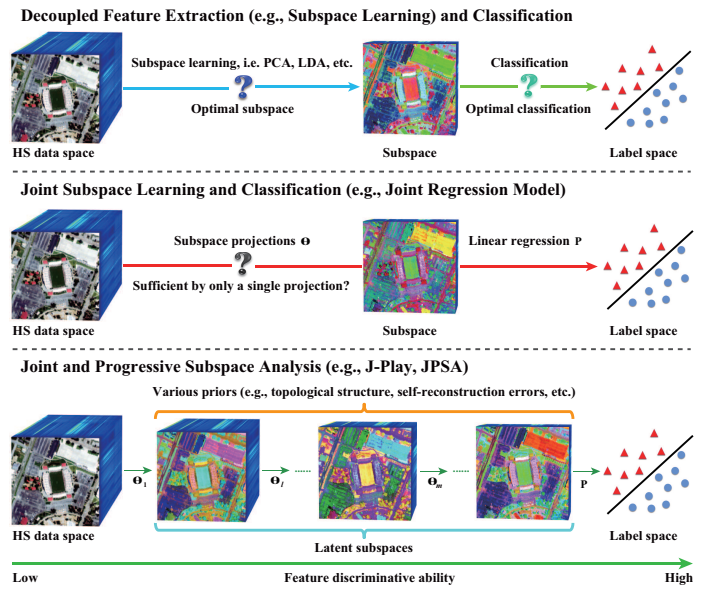 Decoupled Feature Extraction (e.g., Subspace Learning) and Classification
Subspace learning, i.e. PCA, LDA, etc.
Classification
?
?
Optimal subspace
Optimal classification
HS data space
Subspace
Label space
Joint Subspace Learning and Classification (e.g., Joint Regression Model)
Subspace projections Θ
Linear regression P
?
Sufficient by only a single projection?
HS data space
Subspace
Label space
Joint and Progressive Subspace Analysis (e.g., J-Play, JPSA)
Various priors (e.g., topological structure, self-reconstruction errors, etc.)
Θ1
Θl
......
Θm
......
P
HS data space
Latent subspaces
Label space
Low
Feature discriminative ability
High